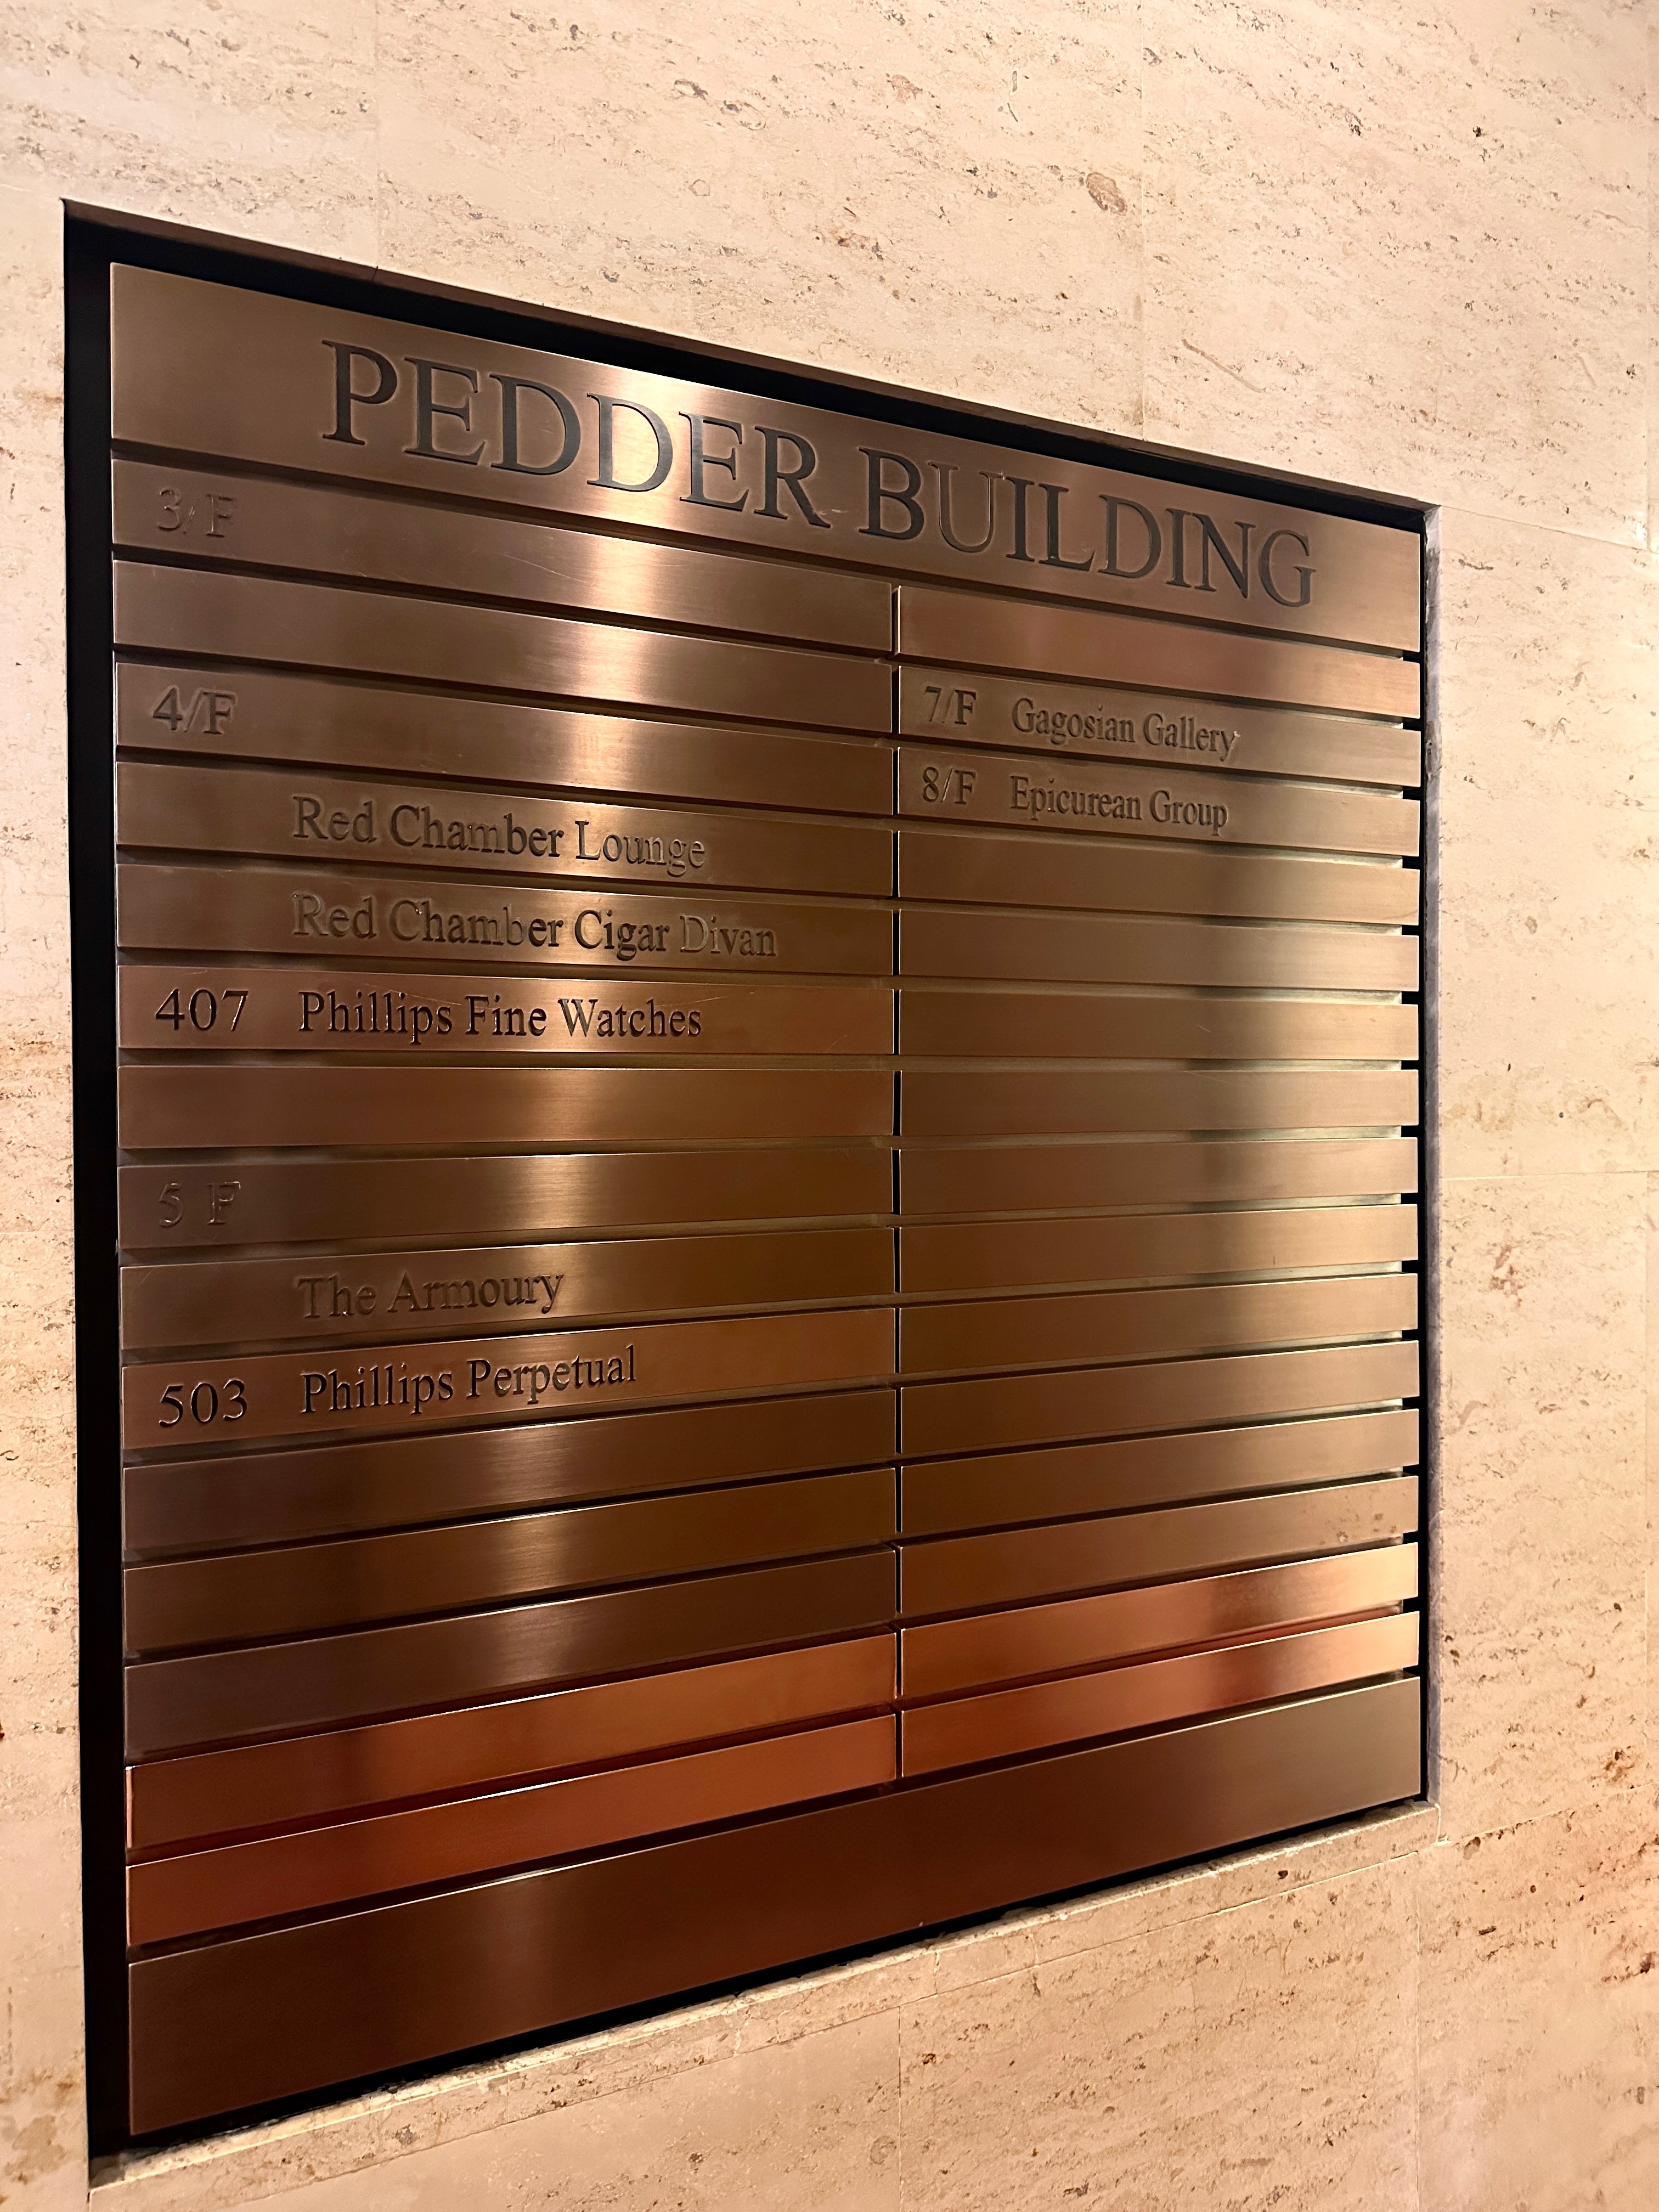 PEDDER BUILDING
3/F
4/F
Red Chamber Lounge
Red Chamber Cigar Divan
407 Phillips Fine Watches
5 F
The Armoury
503 Phillips Perpetual
7/F Gagosian Gallery
8/F Epicurean Group